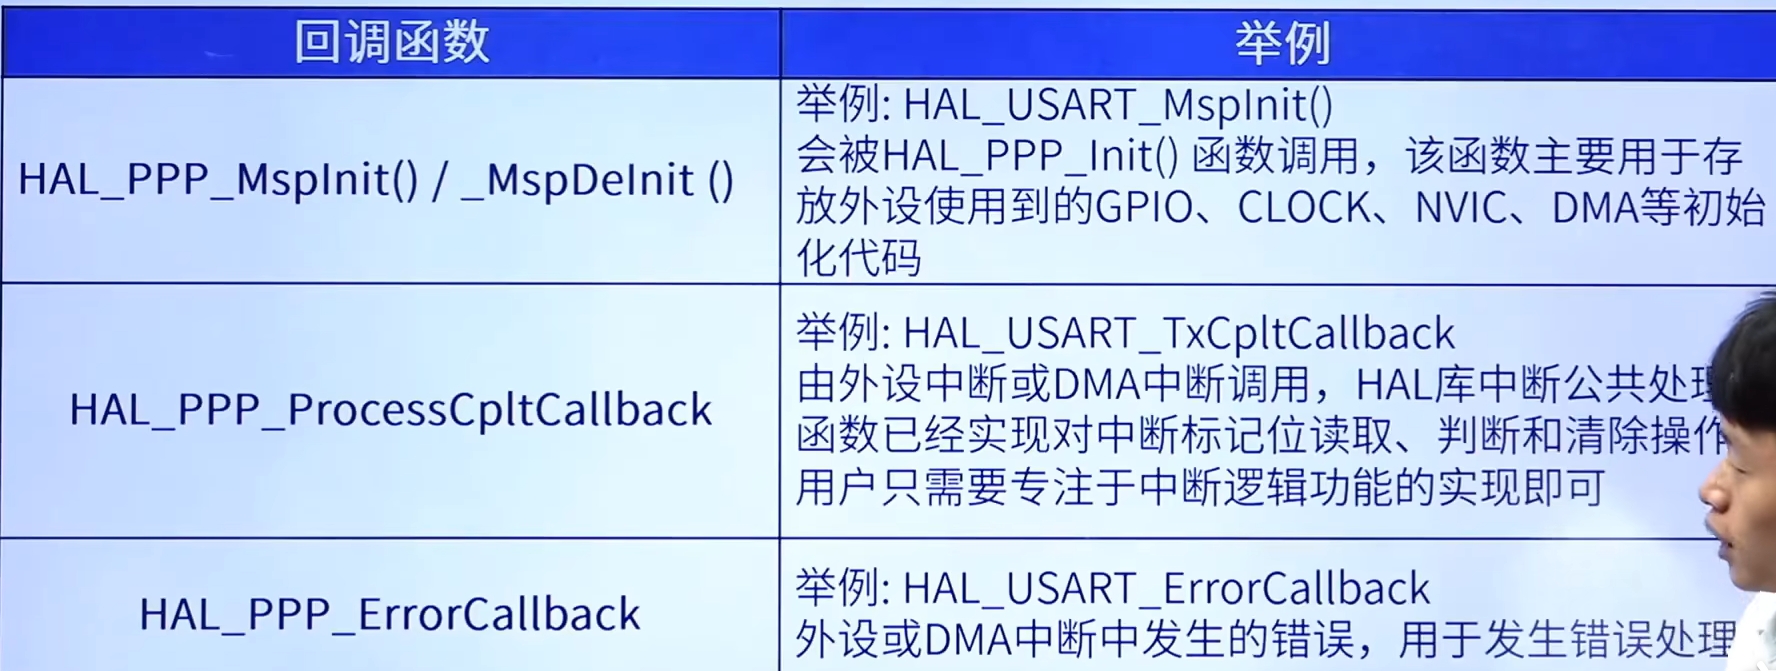 回调函数
举例
HAL_PPP_MspInit() / _MspDeInit ()
举例: HAL_USART_MspInit()
会被HAL_PPP_Init() 函数调用，该函数主要用于存
放外设使用到的GPIO、CLOCK、NVIC、DMA等初始
化代码
HAL_PPP_ProcessCpltCallback
举例: HAL_USART_TxCpltCallback
由外设中断或DMA中断调用，HAL库中断公共处理
函数已经实现对中断标记位读取、判断和清除操作
用户只需要专注于中断逻辑功能的实现即可
HAL_PPP_ErrorCallback
举例: HAL_USART_ErrorCallback
外设或DMA中断中发生的错误，用于发生错误处理